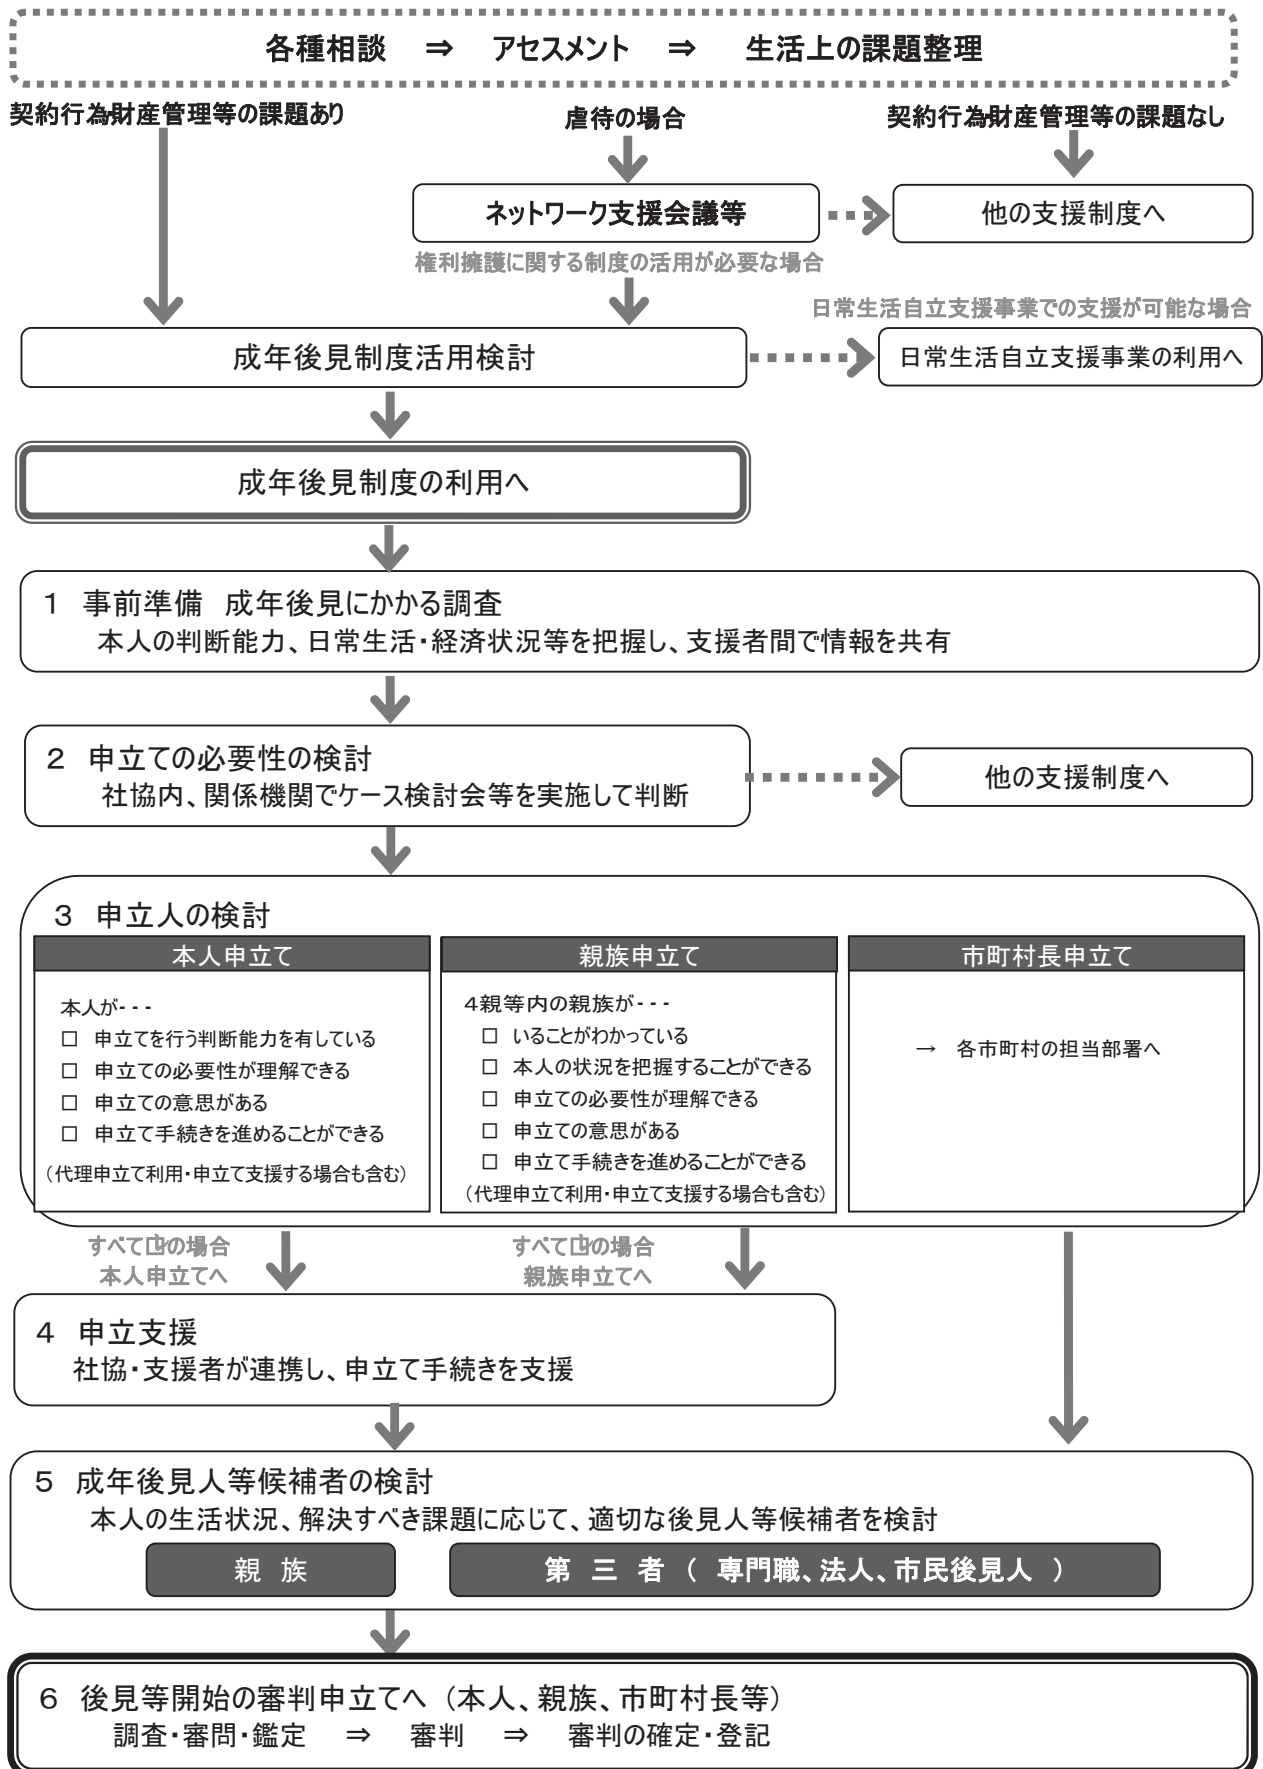 各種相談 ⇒ アセスメント ⇒ 生活上の課題整理
契約行為・財産管理等の課題あり
虐待の場合
契約行為・財産管理等の課題なし
ネットワーク支援会議等
他の支援制度へ
権利擁護に関する制度の活用が必要な場合
日常生活自立支援事業での支援が可能な場合
成年後見制度活用検討
日常生活自立支援事業の利用へ
成年後見制度の利用へ
1 事前準備 成年後見にかかる調査
本人の判断能力、日常生活・経済状況等を把握し、支援者間で情報を共有
2 申立ての必要性の検討
社協内、関係機関でケース検討会等を実施して判断
他の支援制度へ
3 申立人の検討
本人申立て
本人が---
□ 申立てを行う判断能力を有している
□ 申立ての必要性が理解できる
□ 申立ての意思がある
□ 申立て手続きを進めることができる
（代理申立て利用・申立て支援する場合も含む）
親族申立て
4親等内の親族が---
□ いることがわかっている
□ 本人の状況を把握することができる
□ 申立ての必要性が理解できる
□ 申立ての意思がある
□ 申立て手続きを進めることができる
（代理申立て利用・申立て支援する場合も含む）
市町村長申立て
→ 各市町村の担当部署へ
すべて☑の場合
本人申立てへ
すべて☑の場合
親族申立てへ
4 申立支援
社協・支援者が連携し、申立て手続きを支援
5 成年後見人等候補者の検討
本人の生活状況、解決すべき課題に応じて、適切な後見人等候補者を検討
親 族
第 三 者 （ 専門職、法人、市民後見人 ）
6 後見等開始の審判申立てへ （本人、親族、市町村長等）
調査・審問・鑑定 ⇒ 審判 ⇒ 審判の確定・登記